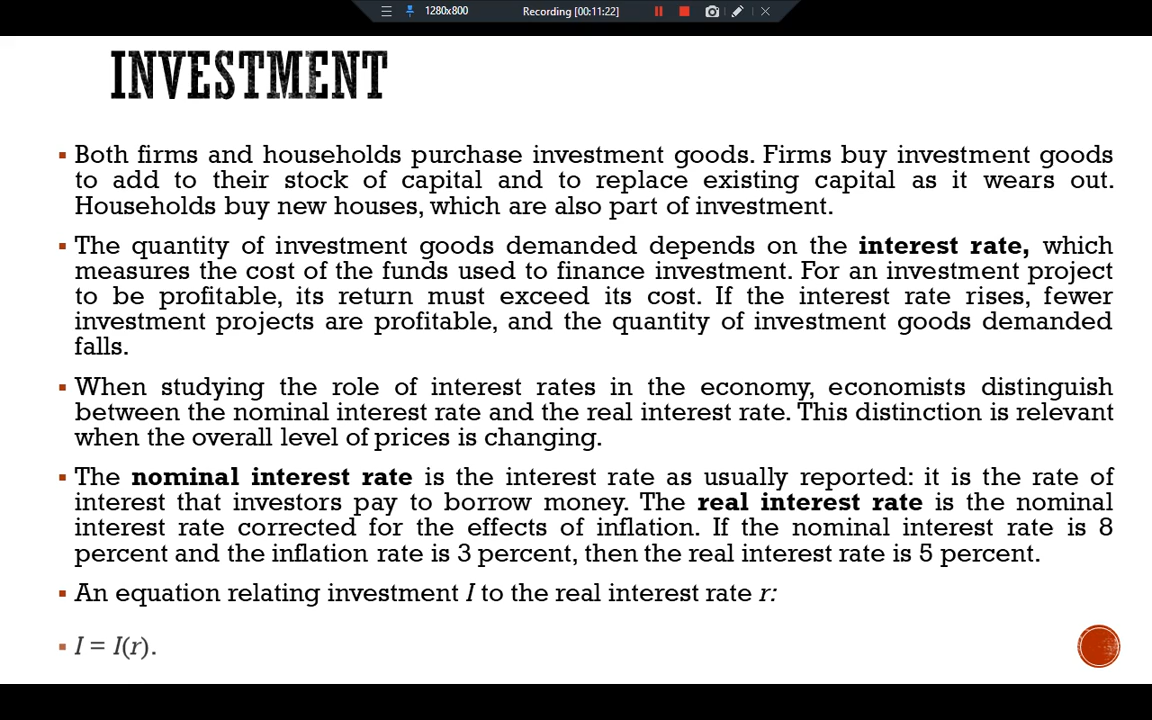 1280x800
Recording [00:11:22]
INVESTMENT
▪ Both firms and households purchase investment goods. Firms buy investment goods
to add to their stock of capital and to replace existing capital as it wears out.
Households buy new houses, which are also part of investment.
▪ The quantity of investment goods demanded depends on the interest rate, which
measures the cost of the funds used to finance investment. For an investment project
to be profitable, its return must exceed its cost. If the interest rate rises, fewer
investment projects are profitable, and the quantity of investment goods demanded
falls.
▪ When studying the role of interest rates in the economy, economists distinguish
between the nominal interest rate and the real interest rate. This distinction is relevant
when the overall level of prices is changing.
▪ The nominal interest rate is the interest rate as usually reported: it is the rate of
interest that investors pay to borrow money. The real interest rate is the nominal
interest rate corrected for the effects of inflation. If the nominal interest rate is 8
percent and the inflation rate is 3 percent, then the real interest rate is 5 percent.
▪ An equation relating investment I to the real interest rate r:
▪ I = I(r).